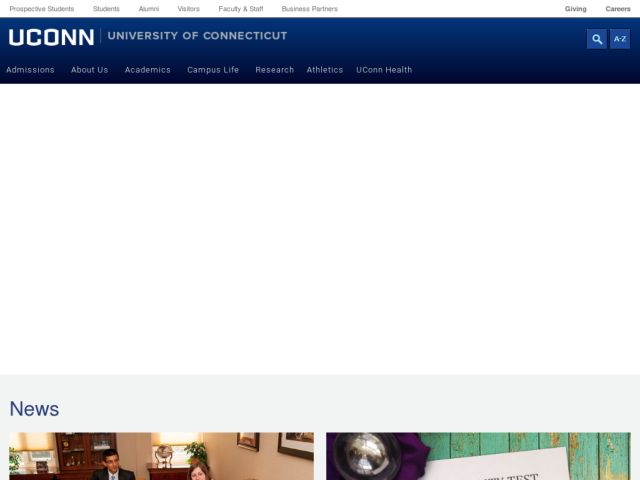 Prospective Students Students Alumni Visitors Faculty & Staff Business Partners Giving Careers
UCONN UNIVERSITY OF CONNECTICUT A-Z
Admissions About Us Academics Campus Life Research Athletics UConn Health
News
TEST